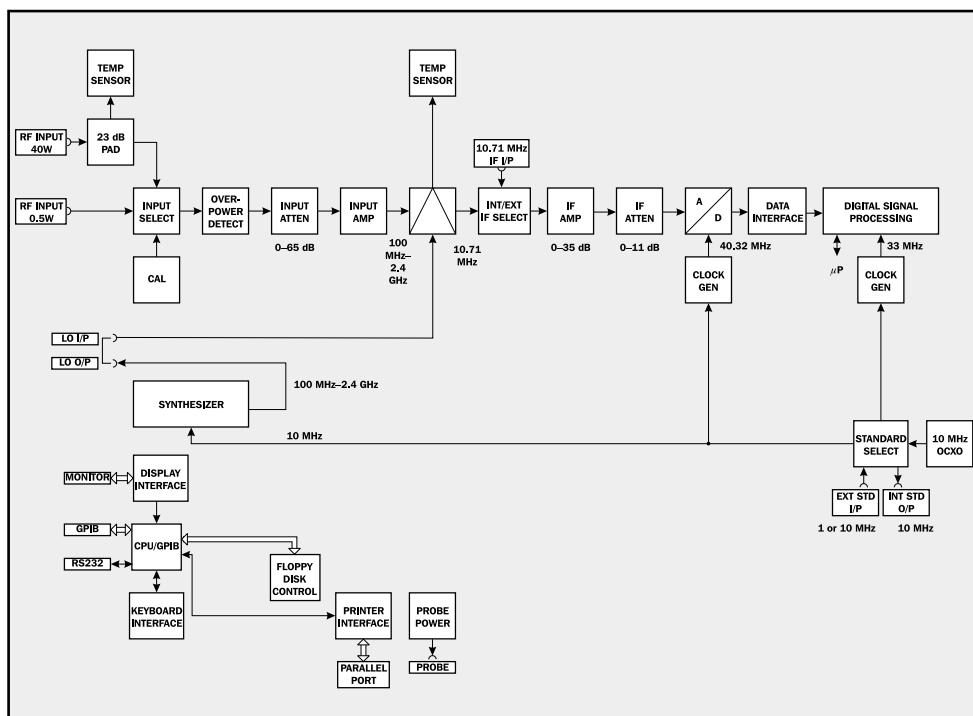 TEMP
SENSOR
TEMP
SENSOR
RF INPUT
40W
23 dB
PAD
10.71 MHz
IF I/P
RF INPUT
0.5W
INPUT
SELECT
OVER-
POWER
DETECT
INPUT
ATTEN
INPUT
AMP
INT/EXT
IF SELECT
IF
AMP
IF
ATTEN
A
D
DATA
INTERFACE
DIGITAL SIGNAL
PROCESSING
0–65 dB
100
MHz–
2.4
GHz
10.71
MHz
0–35 dB
0–11 dB
40.32 MHz
33 MHz
μP
CAL
CLOCK
GEN
CLOCK
GEN
LO I/P
LO O/P
100 MHz–2.4 GHz
SYNTHESIZER
10 MHz
STANDARD
SELECT
10 MHz
OCXO
MONITOR
DISPLAY
INTERFACE
EXT STD
I/P
INT STD
O/P
1 or 10 MHz
10 MHz
GPIB
CPU/GPIB
RS232
FLOPPY
DISK
CONTROL
KEYBOARD
INTERFACE
PRINTER
INTERFACE
PROBE
POWER
PARALLEL
PORT
PROBE